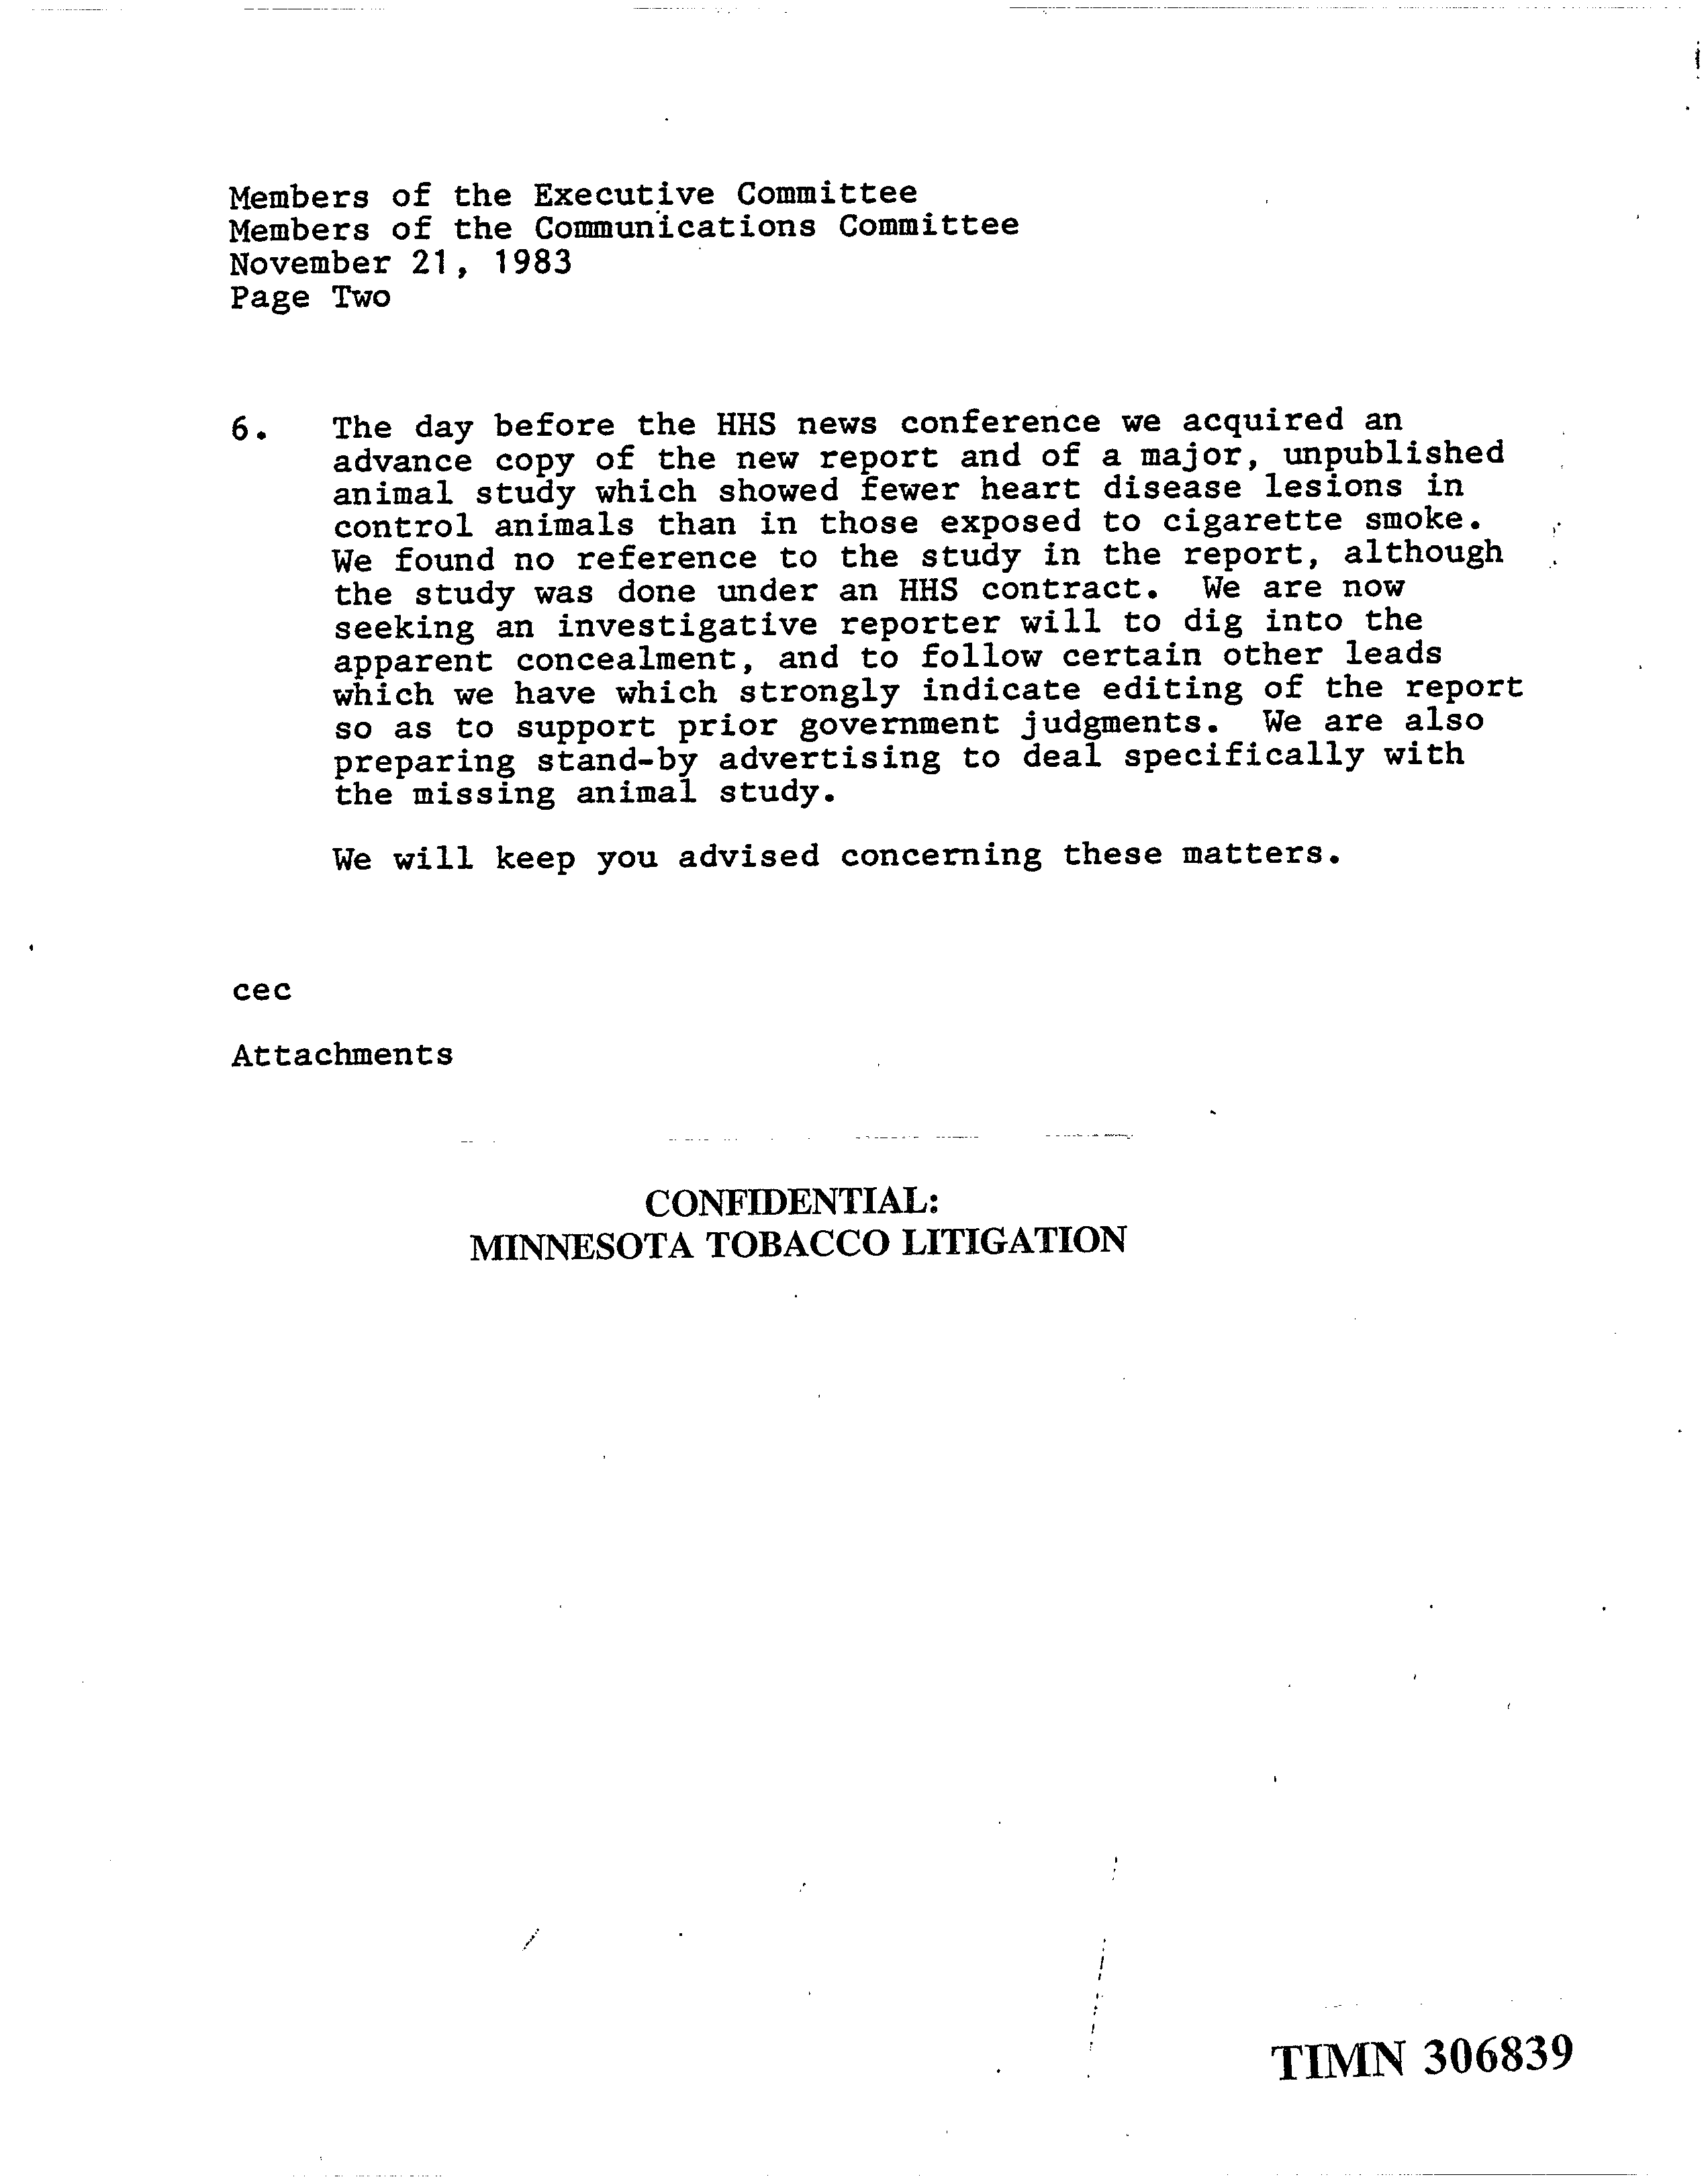 Members of the Executive Committee
Members of the Communications Committee
November 21, 1983
Page Two
6. The day before the HHS news conference we acquired an
advance copy of the new report and of a major, unpublished
animal study which showed fewer heart disease lesions in
control animals than in those exposed to cigarette smoke.
We found no reference to the study in the report, although
the study was done under an HHS contract. We are now
seeking an investigative reporter will to dig into the
apparent concealment, and to follow certain other leads
which we have which strongly indicate editing of the report
so as to support prior government judgments. We are also
preparing stand-by advertising to deal specifically with
the missing animal study.
We will keep you advised concerning these matters.
cec
Attachments
CONFIDENTIAL:
MINNESOTA TOBACCO LITIGATION
TIMN 306839